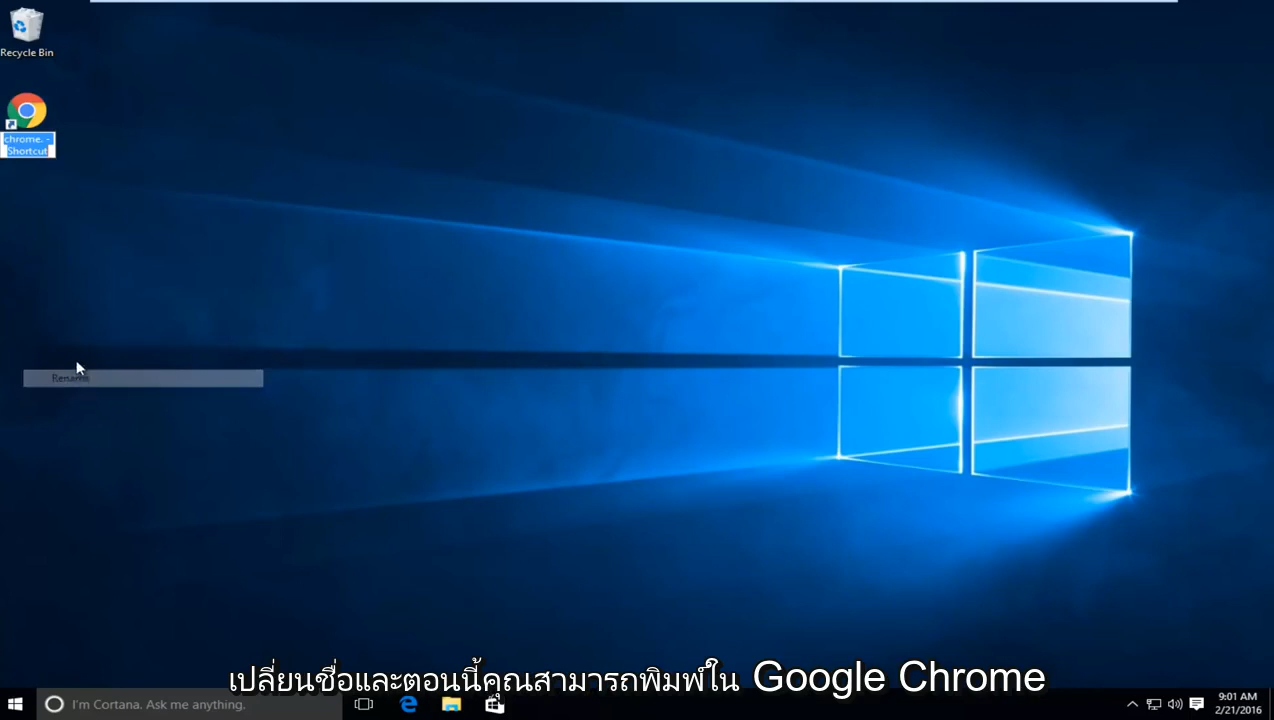 Recycle Bin
chrome. -
Shortcut
Rename
เปลี่ยนชื่อและตอนนี้คุณสามารถพิมพ์ใน Google Chrome
I'm Cortana. Ask me anything.
9:01 AM
2/21/2016